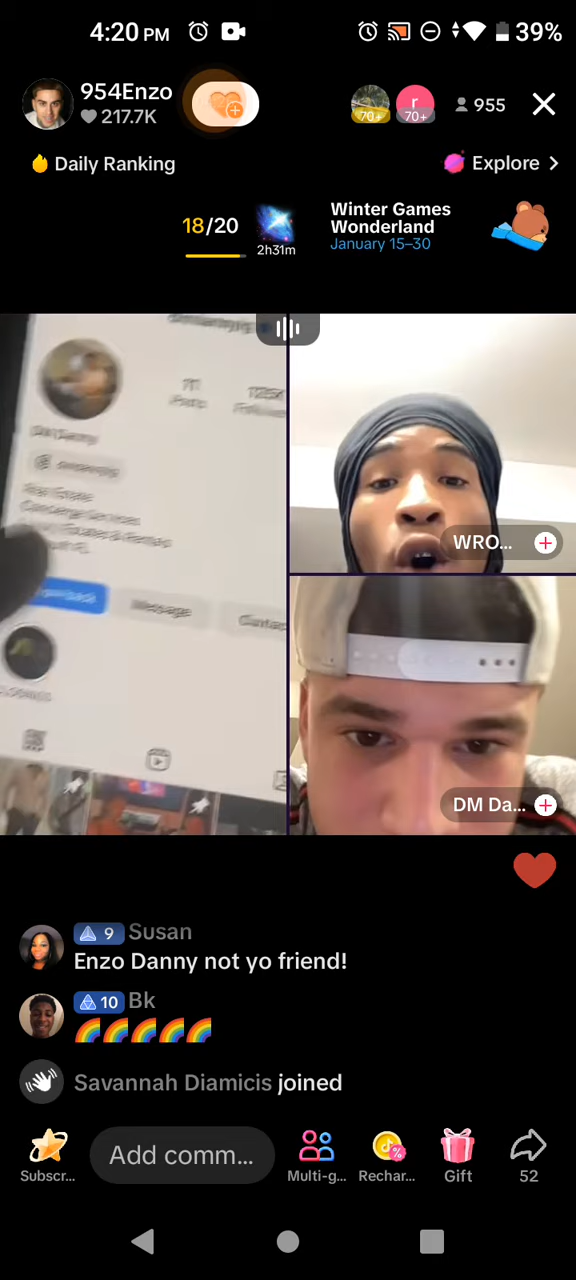 4:20 PM
39%
954Enzo
217.7K
70+
r
70+
955
Daily Ranking
Explore >
18/20
2h31m
Winter Games
Wonderland
January 15–30
Message
WRO...
DM Da...
9 Susan
Enzo Danny not yo friend!
10 Bk
Savannah Diamicis joined
Subscr...
Add comm...
Multi-g...
Rechar...
Gift
52